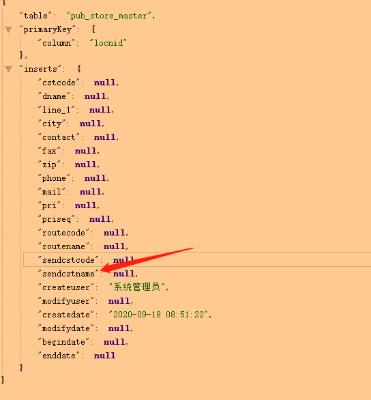 {
"table": "pub_store_master",
"primaryKey": {
"column": "locnid"
},
"inserts": {
"cstcode": null,
"dname": null,
"line_1": null,
"city": null,
"contact": null,
"fax": null,
"zip": null,
"phone": null,
"mail": null,
"pri": null,
"priseq": null,
"routecode": null,
"routename": null,
"sendcstcode": null,
"sendcstname": null,
"createuser": "系统管理员",
"modifyuser": null,
"createdate": "2020-09-18 08:51:22",
"modifydate": null,
"begindate": null,
"enddate": null
}
}